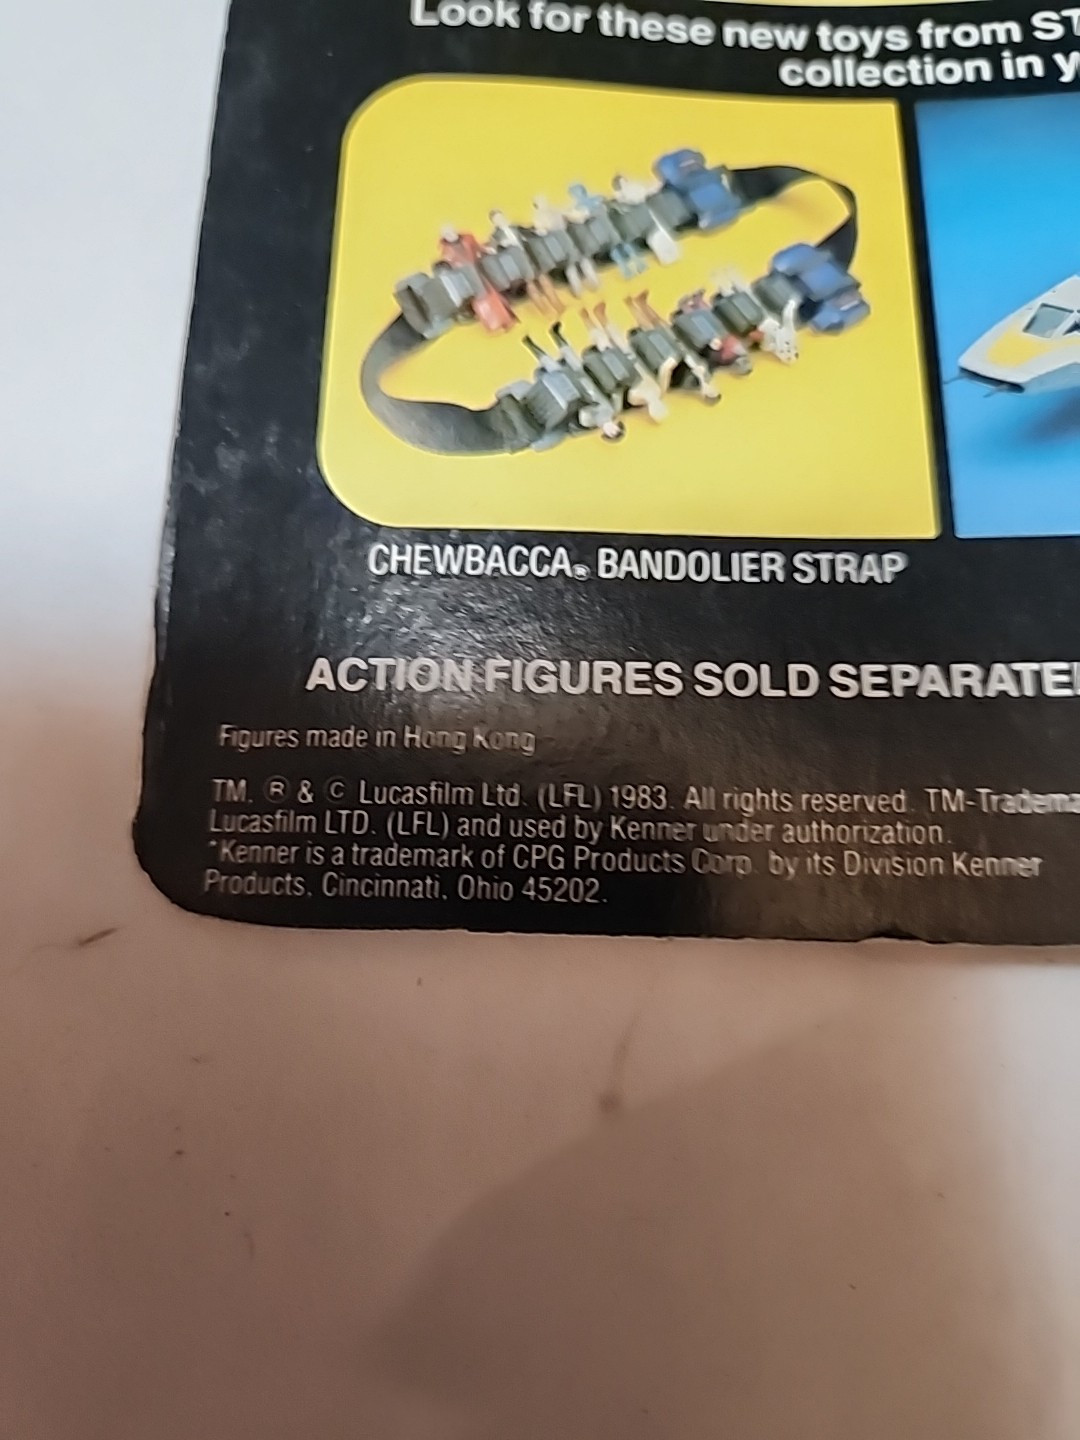 Look for these new toys from
collection in
CHEWBACCA® BANDOLIER STRAP
ACTION FIGURES SOLD
Figures made in Hong Kong
TM, ® & © Lucasfilm Ltd. (LFL) 1983. All rights reserved. 
Lucasfilm LTD. (LFL) and used by Kenner under authorization.
*Kenner is a trademark of CPG Products Corp. by its Division Kenner
Products, Cincinnati, Ohio 45202.